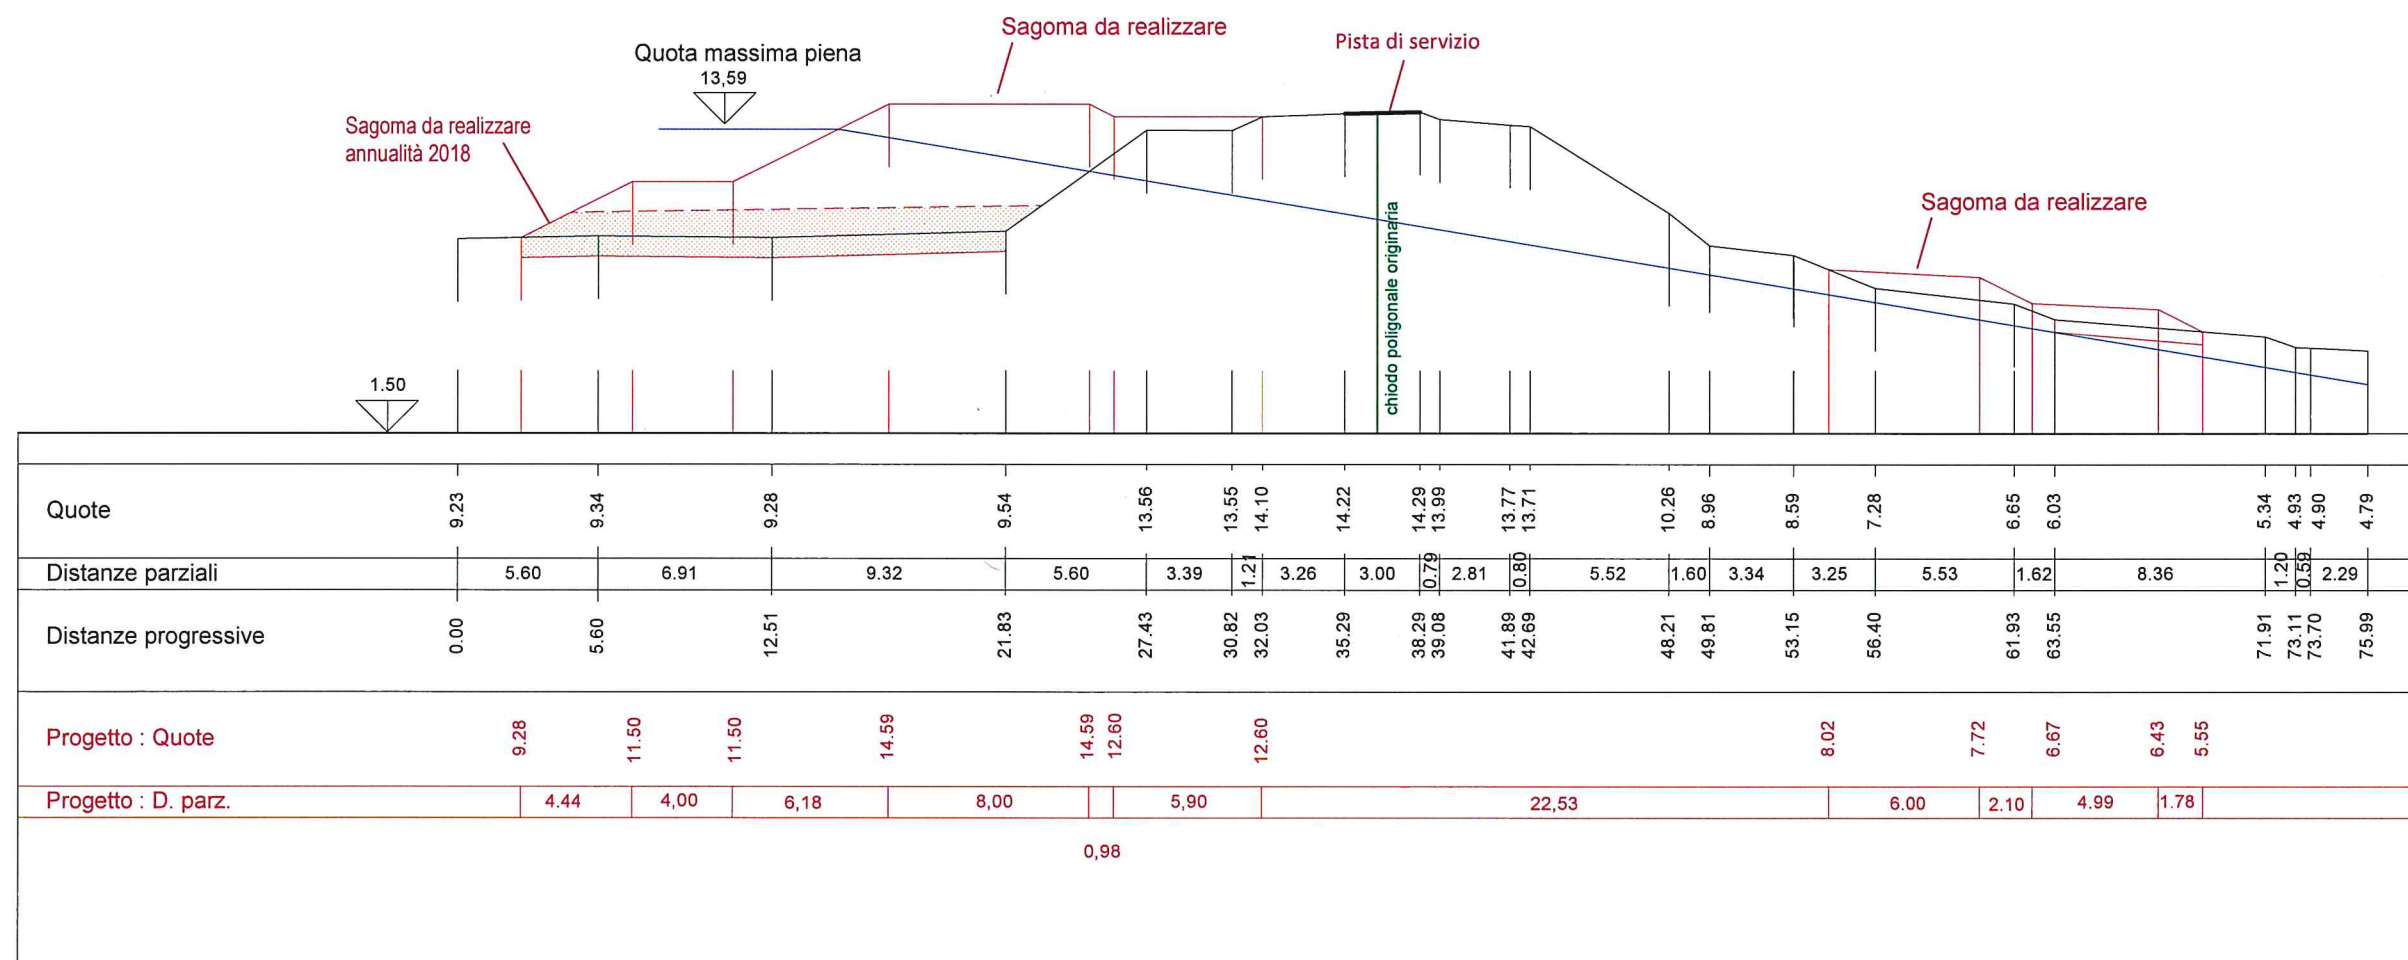 Sagoma da realizzare
Pista di servizio
Quota massima piena
13,59
Sagoma da realizzare
annualità 2018
Sagoma da realizzare
chiodo poligonale originaria
1.50
Quote
9.23 9.34 9.28 9.54 13.56 13.55 14.10 14.22 14.29 13.99 13.77 13.71 10.26 8.96 8.59 7.28 6.65 6.03 5.34 4.93 4.90 4.79
Distanze parziali
5.60 6.91 9.32 5.60 3.39 1.21 3.26 3.00 0.79 2.81 0.80 5.52 1.60 3.34 3.25 5.53 1.62 8.36 1.20 0.59 2.29
Distanze progressive
0.00 5.60 12.51 21.83 27.43 30.82 32.03 35.29 38.29 39.08 41.89 42.69 48.21 49.81 53.15 56.40 61.93 63.55 71.91 73.11 73.70 75.99
Progetto : Quote
9.28 11.50 11.50 14.59 14.59 12.60 12.60 8.02 7.72 6.67 6.43 5.55
Progetto : D. parz.
4.44 4,00 6,18 8,00 5,90 22,53 6.00 2.10 4.99 1.78
0,98